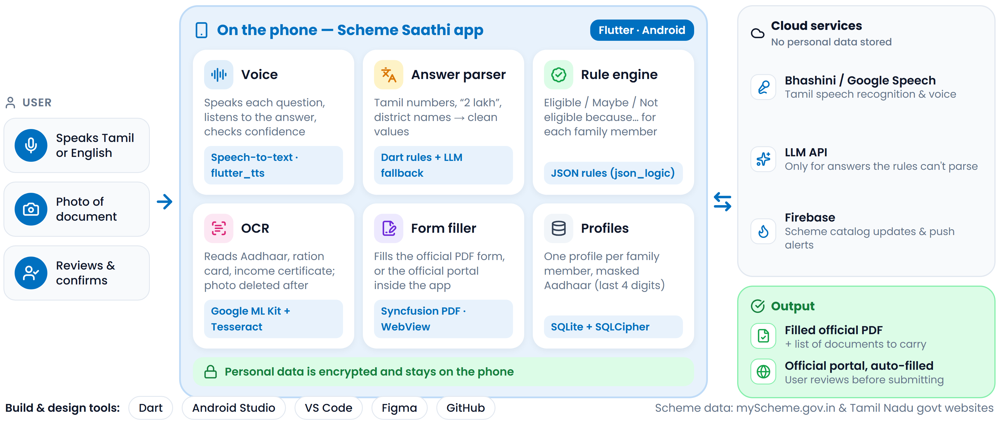 USER
Speaks Tamil
or English
Photo of
document
Reviews &
confirms
On the phone — Scheme Saathi app
Flutter · Android
Voice
Speaks each question,
listens to the answer,
checks confidence
Speech-to-text ·
flutter_tts
Answer parser
Tamil numbers, “2 lakh”,
district names → clean
values
Dart rules + LLM
fallback
Rule engine
Eligible / Maybe / Not
eligible because... for
each family member
JSON rules (json_logic)
OCR
Reads Aadhaar, ration
card, income certificate;
photo deleted after
Google ML Kit +
Tesseract
Form filler
Fills the official PDF form,
or the official portal
inside the app
Syncfusion PDF ·
WebView
Profiles
One profile per family
member, masked
Aadhaar (last 4 digits)
SQLite + SQLCipher
Personal data is encrypted and stays on the phone
Cloud services
No personal data stored
Bhashini / Google Speech
Tamil speech recognition & voice
LLM API
Only for answers the rules can't parse
Firebase
Scheme catalog updates & push
alerts
Output
Filled official PDF
+ list of documents to carry
Official portal, auto-filled
User reviews before submitting
Build & design tools: Dart Android Studio VS Code Figma GitHub
Scheme data: myScheme.gov.in & Tamil Nadu govt websites